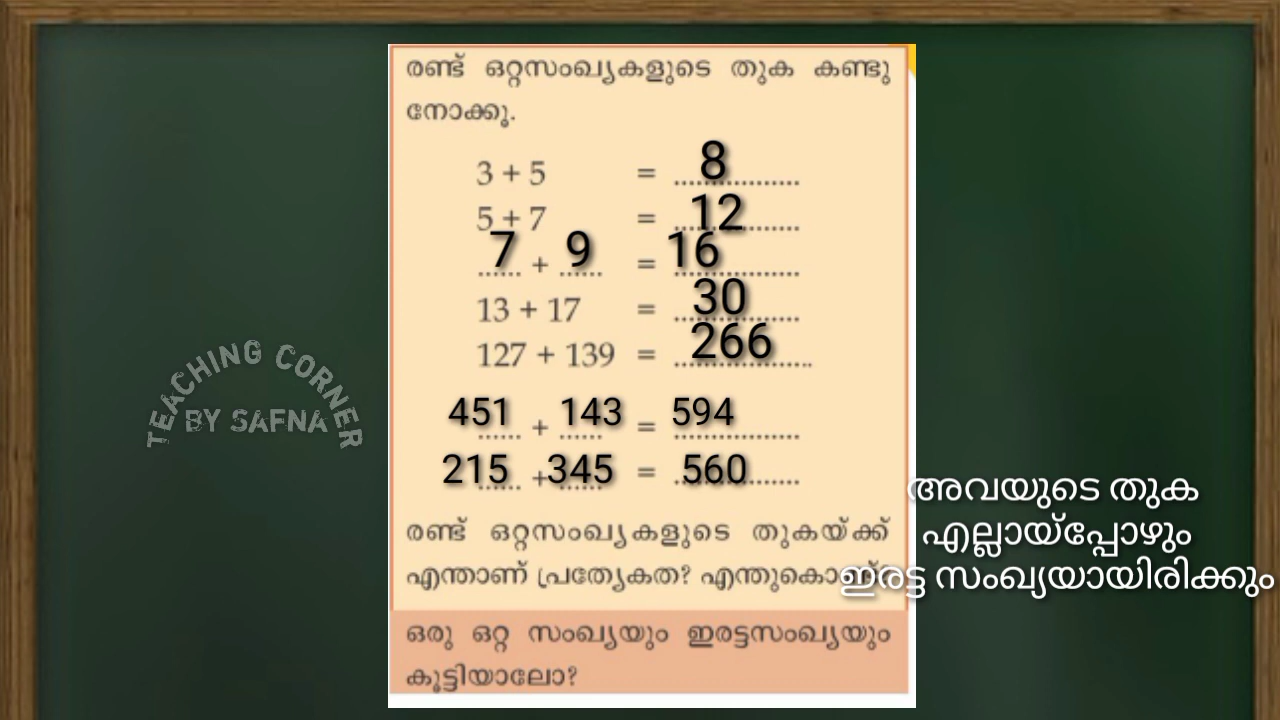 രണ്ട് ഒറ്റസംഖ്യകളുടെ തുക കണ്ടു
നോക്കൂ.
3 + 5 = 8
5 + 7 = 12
7 + 9 = 16
13 + 17 = 30
127 + 139 = 266
451 + 143 = 594
215 + 345 = 560
രണ്ട് ഒറ്റസംഖ്യകളുടെ തുകയ്ക്ക്
എന്താണ് പ്രത്യേകത? എന്തുകൊണ്ട്
ഒരു ഒറ്റ സംഖ്യയും ഇരട്ടസംഖ്യയും
കൂട്ടിയാലോ?
അവയുടെ തുക
എല്ലായ്പ്പോഴും
ഇരട്ട സംഖ്യയായിരിക്കും
TEACHING CORNER
BY SAFNA